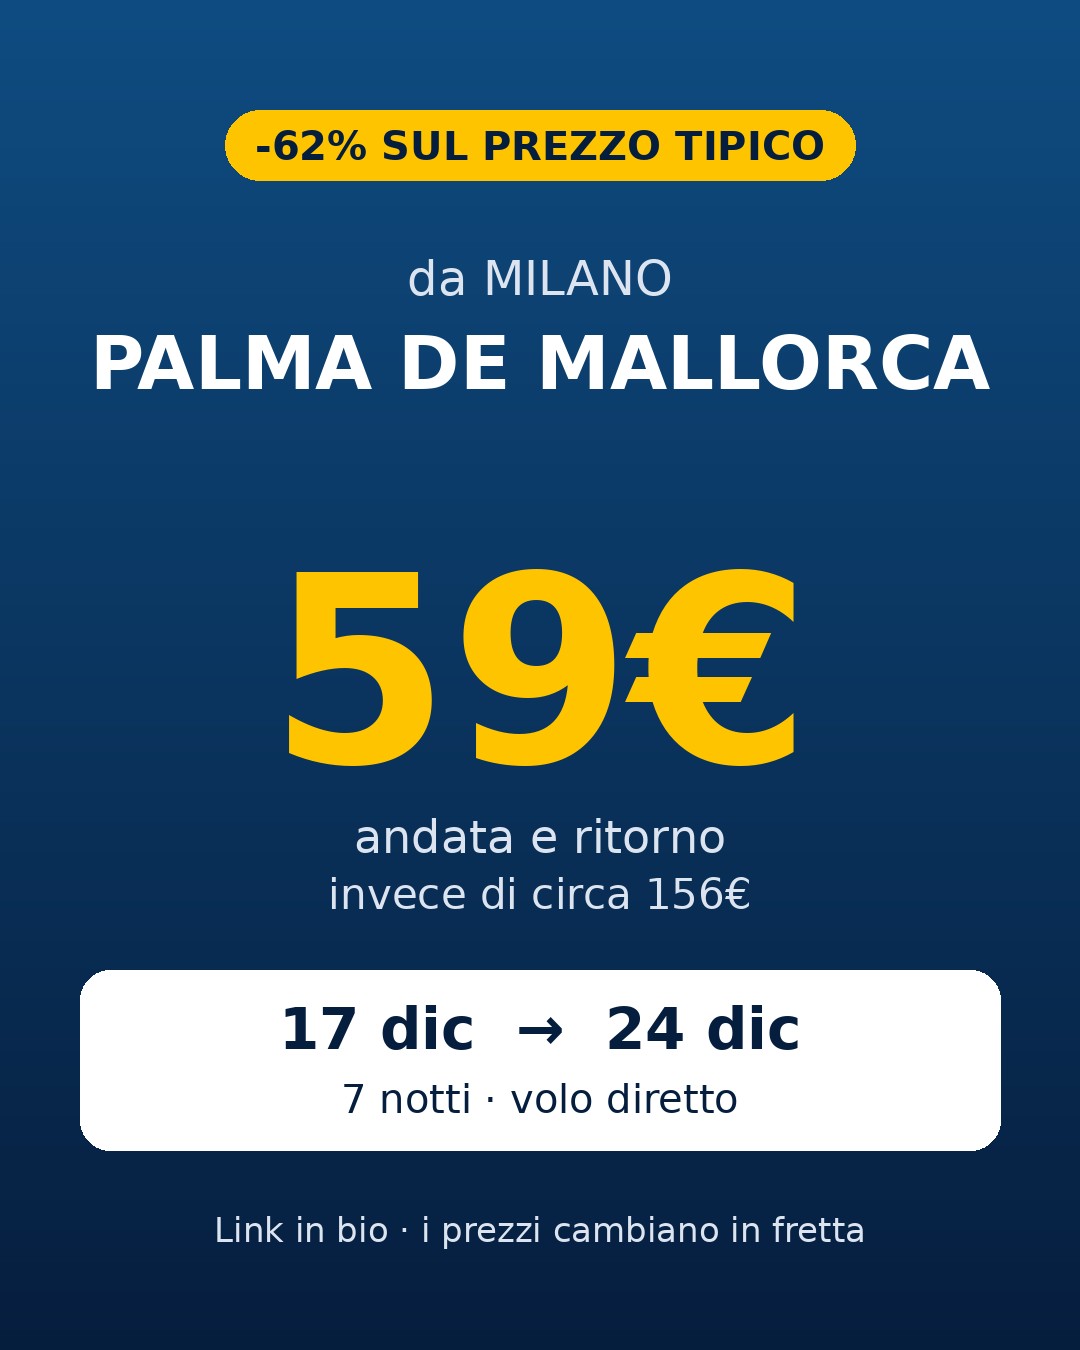 -62% SUL PREZZO TIPICO
da MILANO
PALMA DE MALLORCA
59€
andata e ritorno
invece di circa 156€
17 dic → 24 dic
7 notti · volo diretto
Link in bio · i prezzi cambiano in fretta